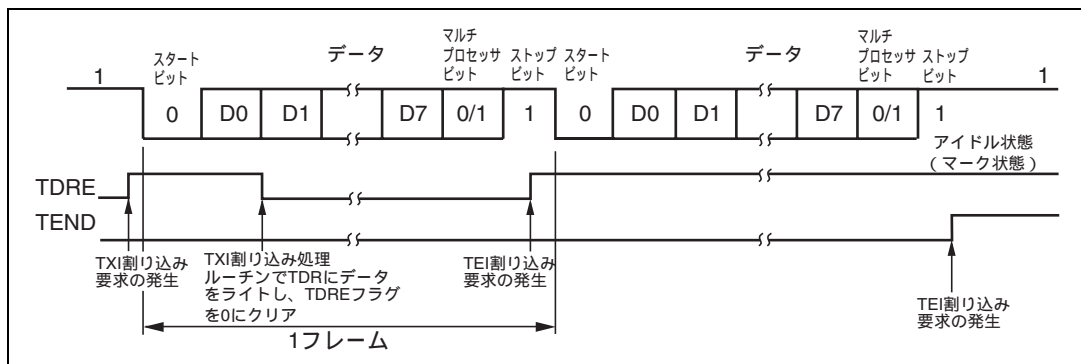 1
スタート
ビット
データ
マルチ
プロセッサ
ビット
ストップ
ビット
スタート
ビット
データ
マルチ
プロセッサ
ビット
ストップ
ビット
1
0 D0 D1 D7 0/1 1 0 D0 D1 D7 0/1 1
アイドル状態
(マーク状態)
TDRE
TEND
TXI割り込み
要求の発生
TXI割り込み処理
ルーチンでTDRにデータ
をライトし、TDREフラグ
を0にクリア
TEI割り込み
要求の発生
TEI割り込み
要求の発生
1フレーム